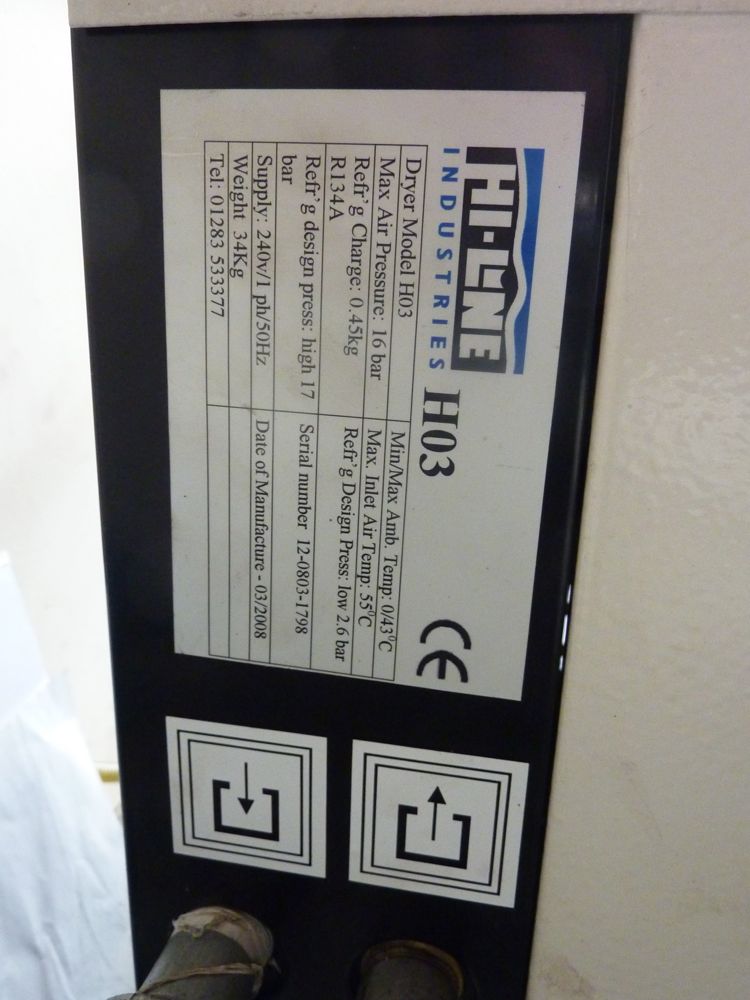 HI-LINE
INDUSTRIES
H03
CE
Dryer Model H03
Max Air Pressure: 16 bar
Min/Max Amb. Temp: 0/43⁰C
Refr'g Charge: 0.45kg
R134A
Max. Inlet Air Temp: 55⁰C
Refr'g design press: high 17
bar
Refr'g Design Press: low 2.6 bar
Supply: 240v/1 ph/50Hz
Serial number 12-0803-1798
Weight 34Kg
Date of Manufacture - 03/2008
Tel: 01283 533377